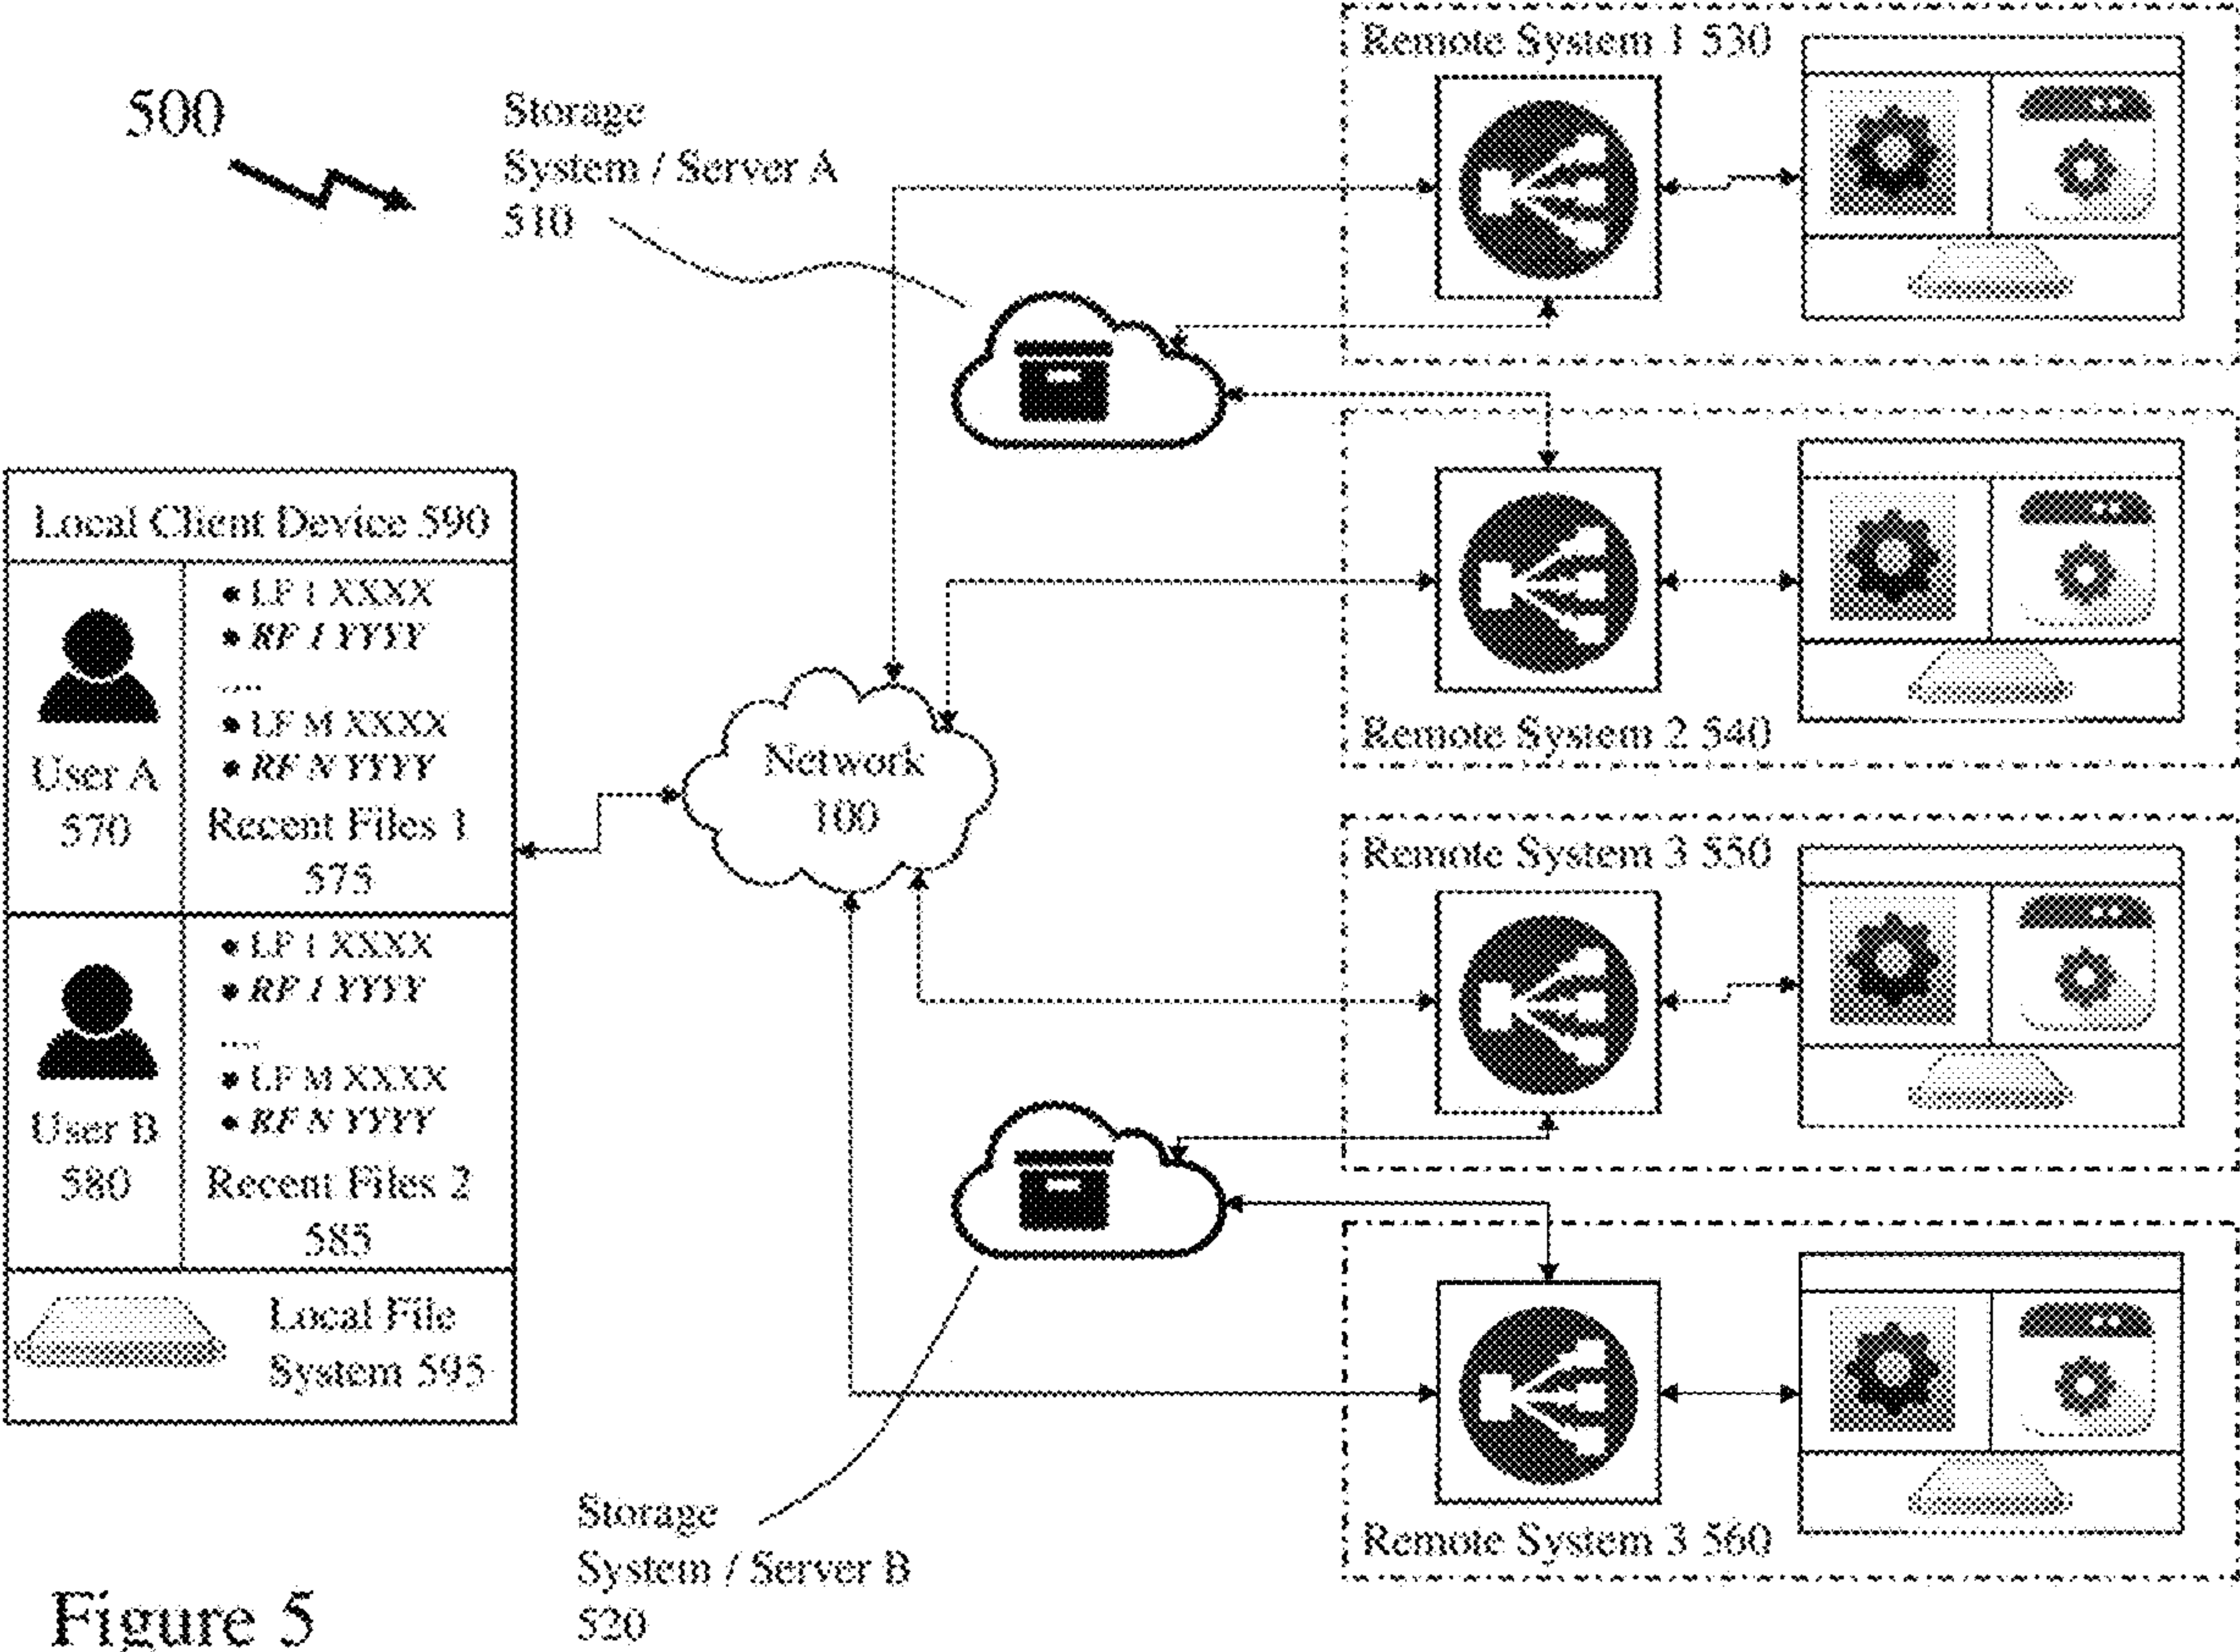 500
Storage
System / Server A
510
Remote System 1 530
Local Client Device 590
• LF 1 XXXX
• RF 1 YYYY
....
• LF M XXXX
• RF N YYYY
User A
570
Recent Files 1
575
• LF 1 XXXX
• RF 1 YYYY
....
• LF M XXXX
• RF N YYYY
User B
580
Recent Files 2
585
Local File
System 595
Network
100
Remote System 2 540
Remote System 3 550
Remote System 3 560
Storage
System / Server B
520
Figure 5